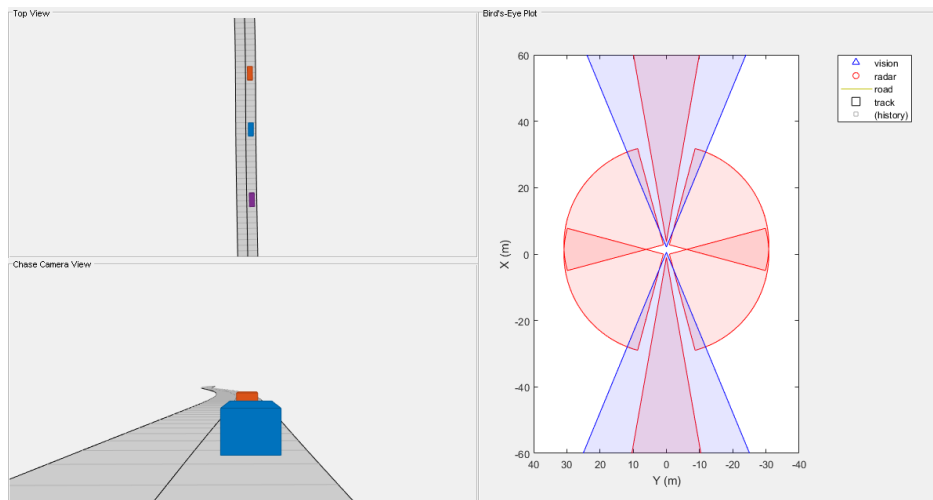 Top View
Chase Camera View
Bird's-Eye Plot
60
40
20
0
-20
-40
-60
X (m)
40 30 20 10 0 -10 -20 -30 -40
Y (m)
vision
radar
road
track
(history)